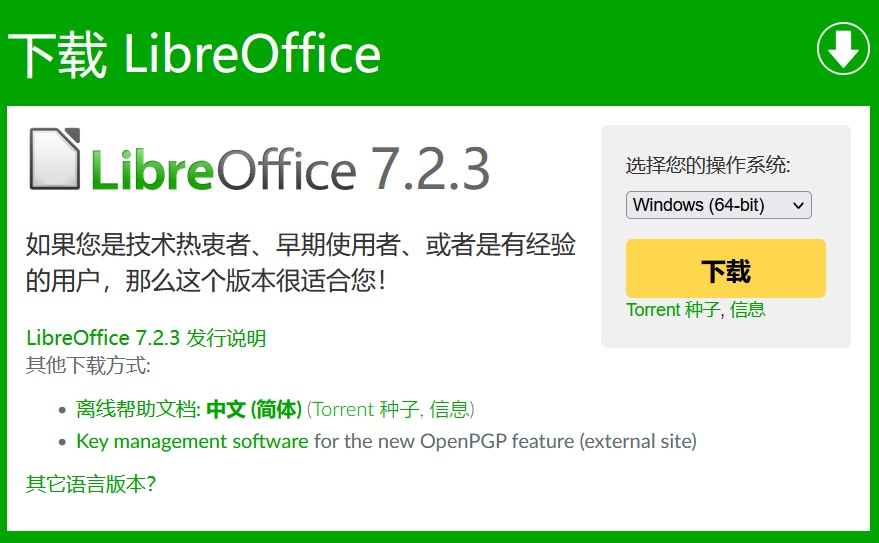 下载 LibreOffice
LibreOffice 7.2.3
如果您是技术热衷者、早期使用者、或者是有经验
的用户，那么这个版本很适合您！
LibreOffice 7.2.3 发行说明
其他下载方式:
离线帮助文档: 中文 (简体) (Torrent 种子, 信息)
Key management software for the new OpenPGP feature (external site)
其它语言版本?
选择您的操作系统:
Windows (64-bit)
下载
Torrent 种子, 信息